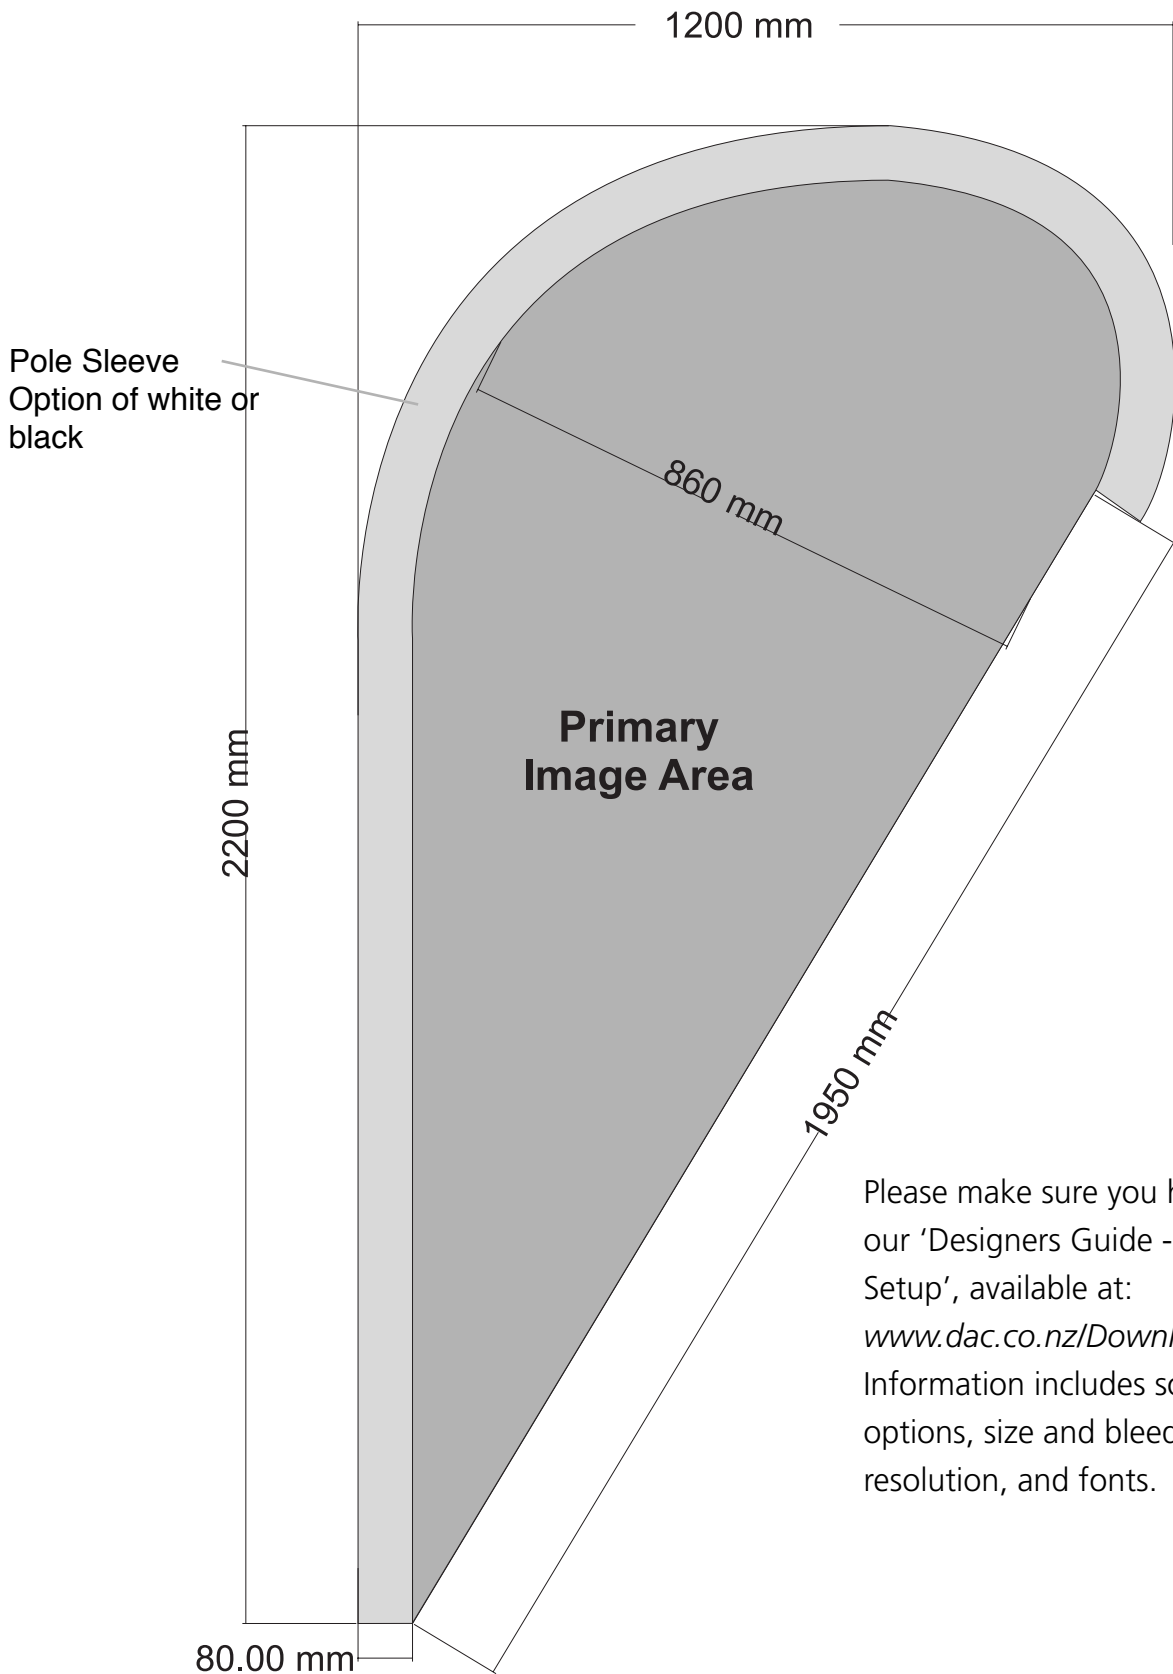 1200 mm
Pole Sleeve
Option of white or
black
860 mm
Primary
Image Area
2200 mm
1950 mm
Please make sure you
our ‘Designers Guide -
Setup’, available at:
www.dac.co.nz/Down
Information includes
options, size and bleed
resolution, and fonts.
80.00 mm